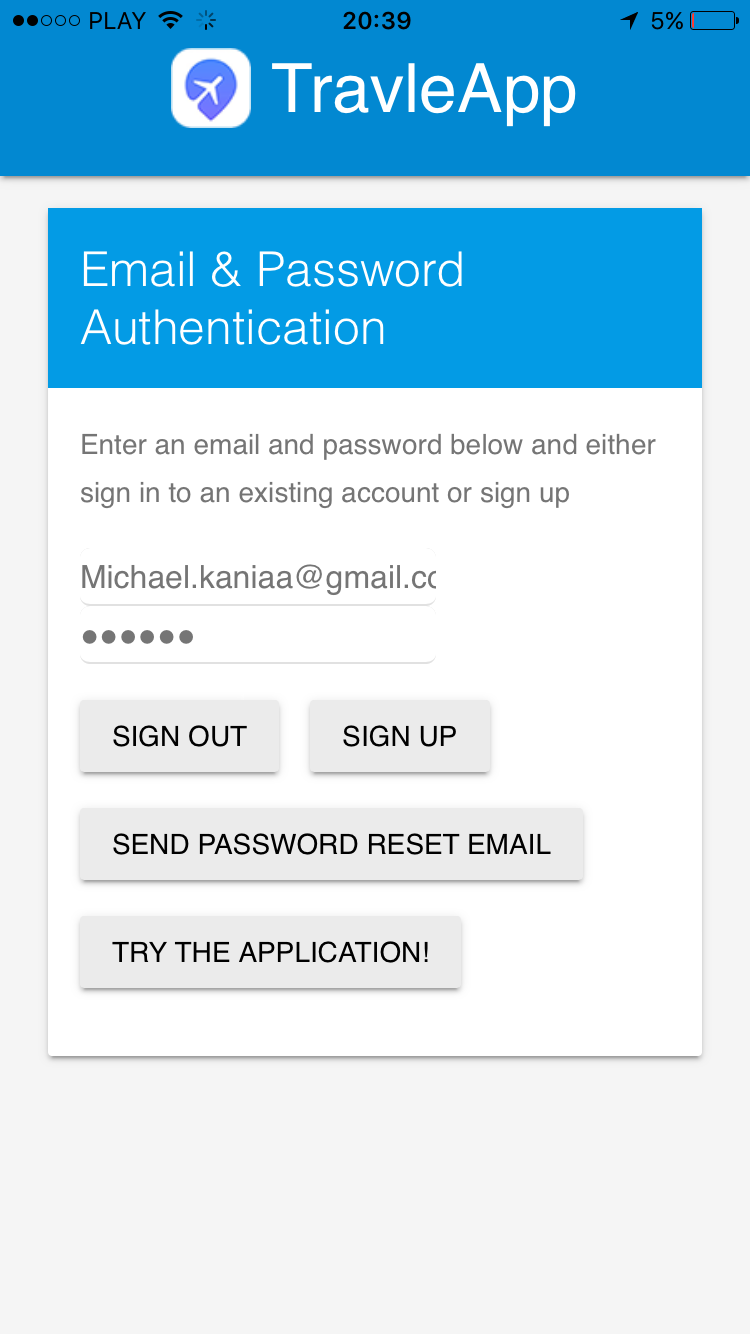 PLAY 20:39 5%
TravleApp
Email & Password
Authentication
Enter an email and password below and either
sign in to an existing account or sign up
Michael.kaniaa@gmail.cc
••••••
SIGN OUT SIGN UP
SEND PASSWORD RESET EMAIL
TRY THE APPLICATION!